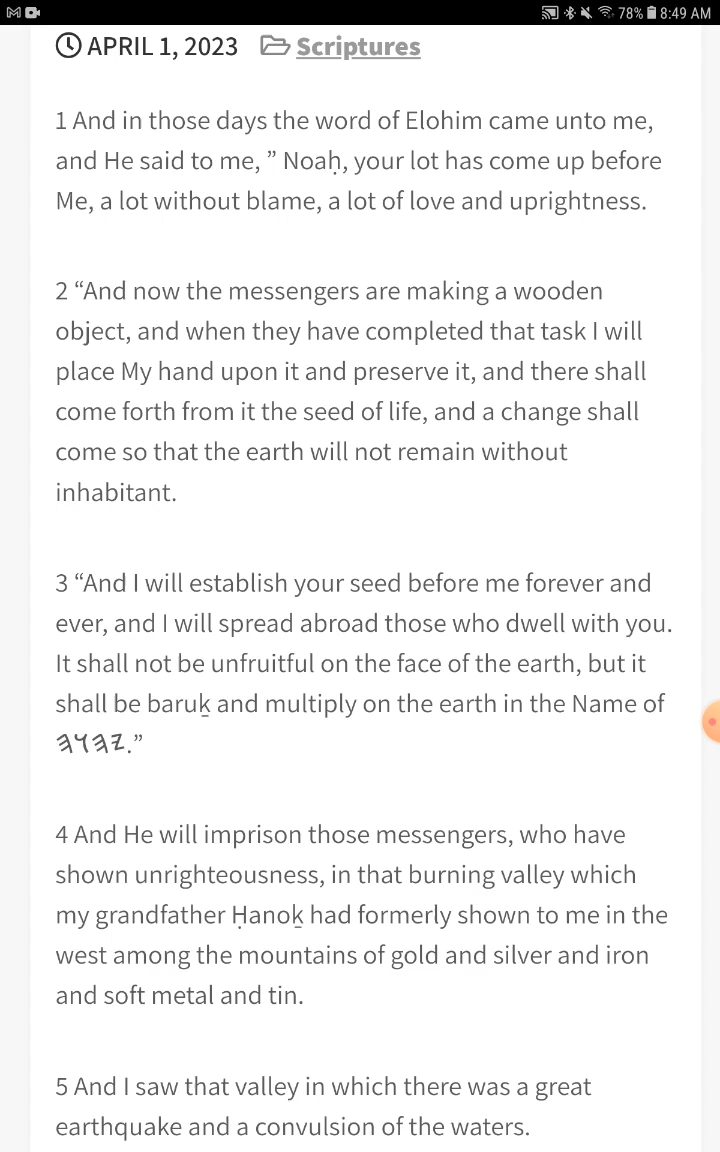 78% 8:49 AM
APRIL 1, 2023 Scriptures
1 And in those days the word of Elohim came unto me,
and He said to me, ” Noaḥ, your lot has come up before
Me, a lot without blame, a lot of love and uprightness.
2 “And now the messengers are making a wooden
object, and when they have completed that task I will
place My hand upon it and preserve it, and there shall
come forth from it the seed of life, and a change shall
come so that the earth will not remain without
inhabitant.
3 “And I will establish your seed before me forever and
ever, and I will spread abroad those who dwell with you.
It shall not be unfruitful on the face of the earth, but it
shall be baruḵ and multiply on the earth in the Name of
𐤉𐤄𐤅𐤄.”
4 And He will imprison those messengers, who have
shown unrighteousness, in that burning valley which
my grandfather Ḥanoḵ had formerly shown to me in the
west among the mountains of gold and silver and iron
and soft metal and tin.
5 And I saw that valley in which there was a great
earthquake and a convulsion of the waters.